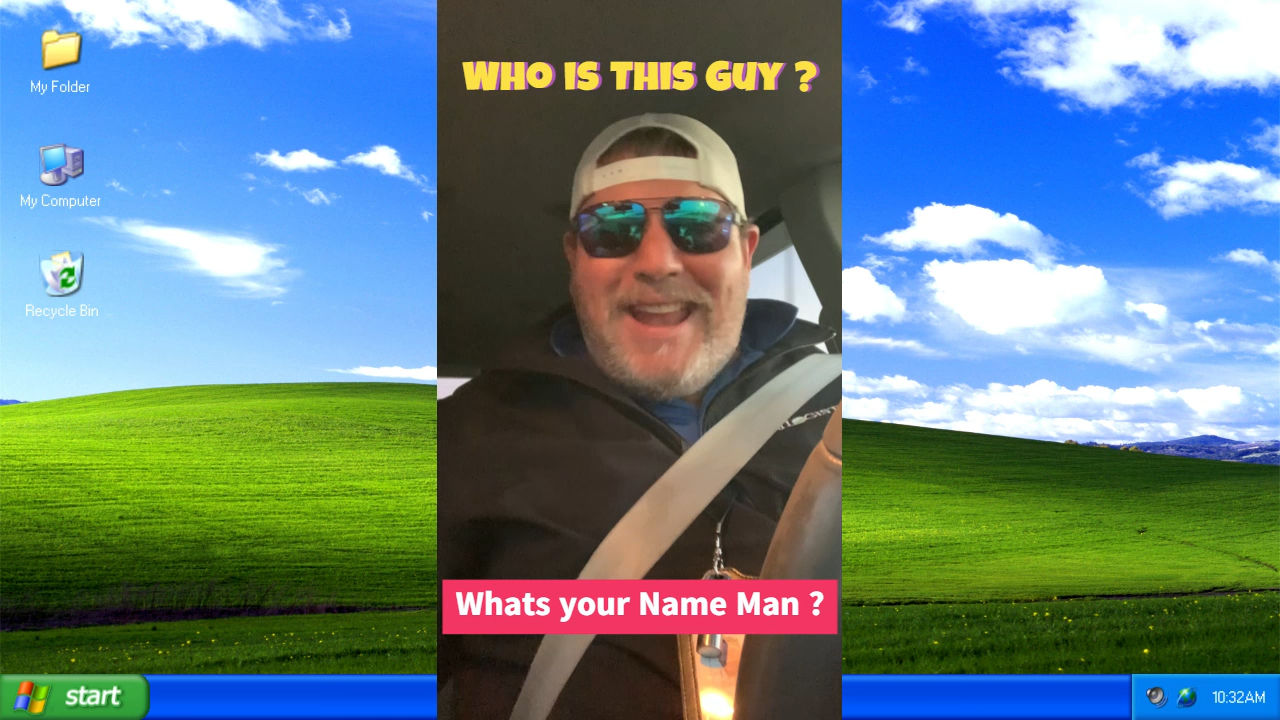 My Folder
My Computer
Recycle Bin
WHO IS THIS GUY ?
Whats your Name Man ?
start
10:32AM